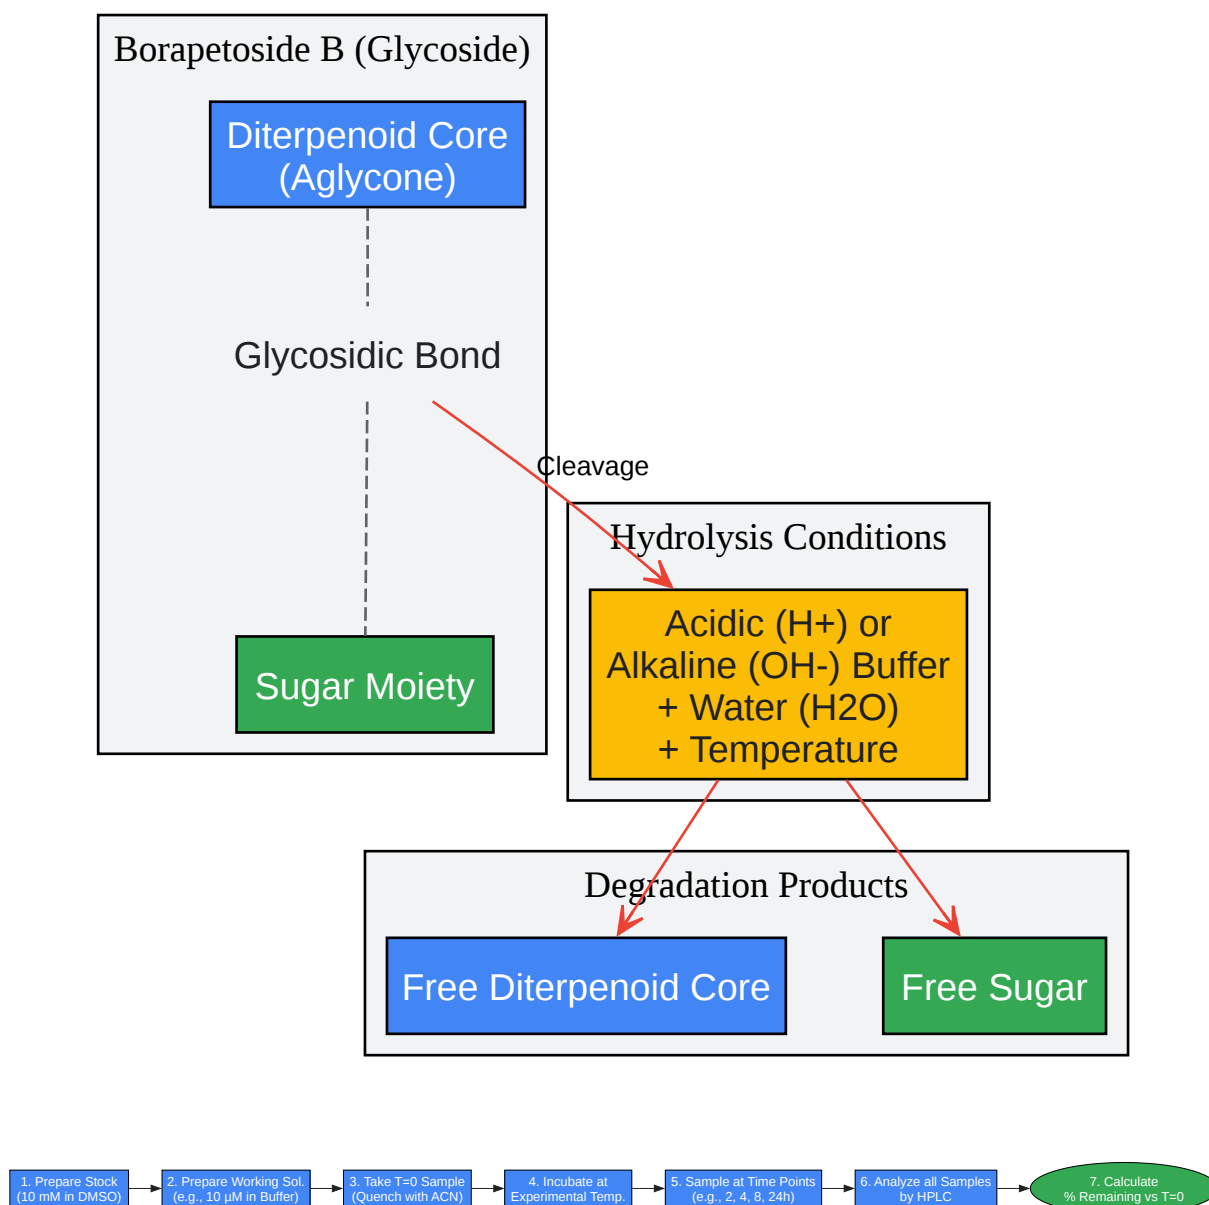 Borapetoside B (Glycoside)
Diterpenoid Core
(Aglycone)
Glycosidic Bond
Cleavage
Hydrolysis Conditions
Acidic (H+) or
Alkaline (OH-) Buffer
+ Water (H2O)
+ Temperature
Sugar Moiety
Degradation Products
Free Diterpenoid Core
Free Sugar
1. Prepare Stock
(10 mM in DMSO)
2. Prepare Working Sol.
(e.g., 10 µM in Buffer)
3. Take T=0 Sample
(Quench with ACN)
4. Incubate at
Experimental Temp.
5. Sample at Time Points
(e.g., 2, 4, 8, 24h)
6. Analyze all Samples
by HPLC
7. Calculate
% Remaining vs T=0